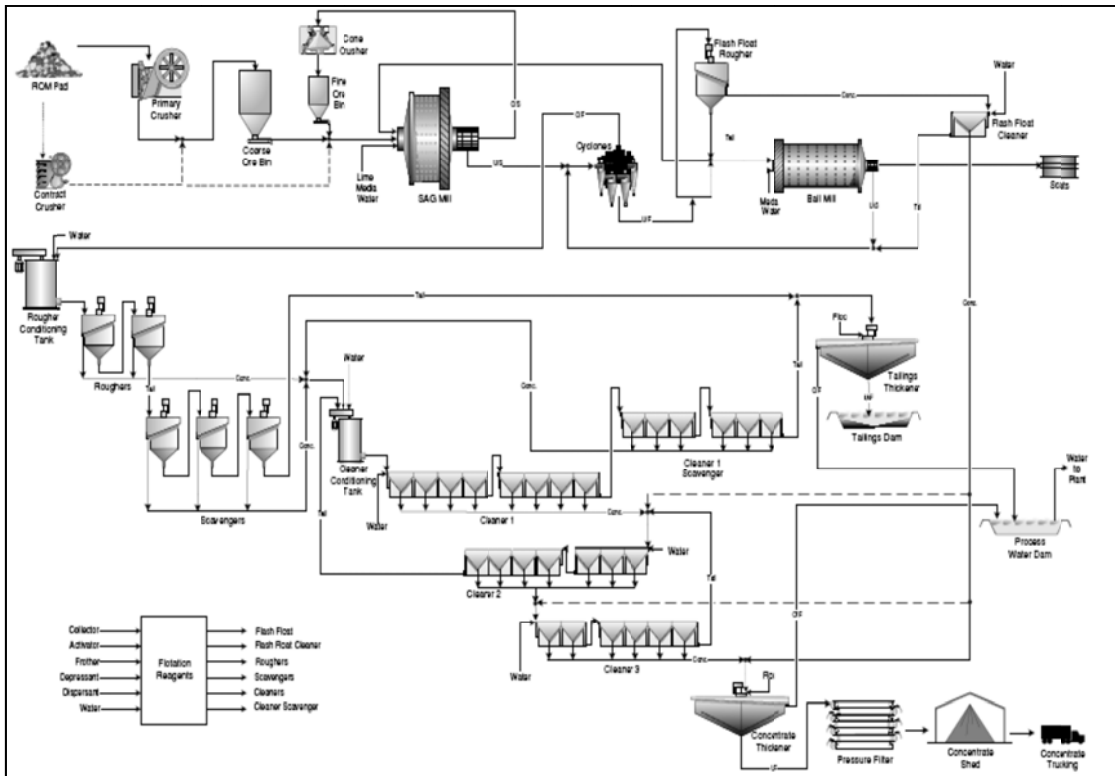 Cone
Crusher
Flash Float
Rougher
Water
ROM Pad
Primary
Crusher
Fine
Ore
Bin
O/S
Conc.
O/F
Coarse
Ore Bin
Cyclones
Tail
Flash Float
Cleaner
Contract
Crusher
Lime
Media
Water
SAG Mill
U/S
U/F
Media
Water
Ball Mill
U/S
Tail
Scats
Water
Rougher
Conditioning
Tank
Tail
Conc.
Floc
Tailings
Thickener
Roughers
Tail
Conc.
Water
Conc.
Tail
O/F
U/F
Tailings Dam
Conc.
Tail
Cleaner
Conditioning
Tank
Cleaner 1
Scavenger
Water
to
Plant
Scavengers
Water
Cleaner 1
Conc.
Process
Water Dam
Water
Cleaner 2
Tail
O/F
Water
Cleaner 3
Conc.
Collector
Activator
Frother
Depressant
Dispersant
Water
Flotation
Reagents
Flash Float
Flash Float Cleaner
Roughers
Scavengers
Cleaners
Cleaner Scavenger
Concentrate
Thickener
U/F
Pressure Filter
Concentrate
Shed
Concentrate
Trucking